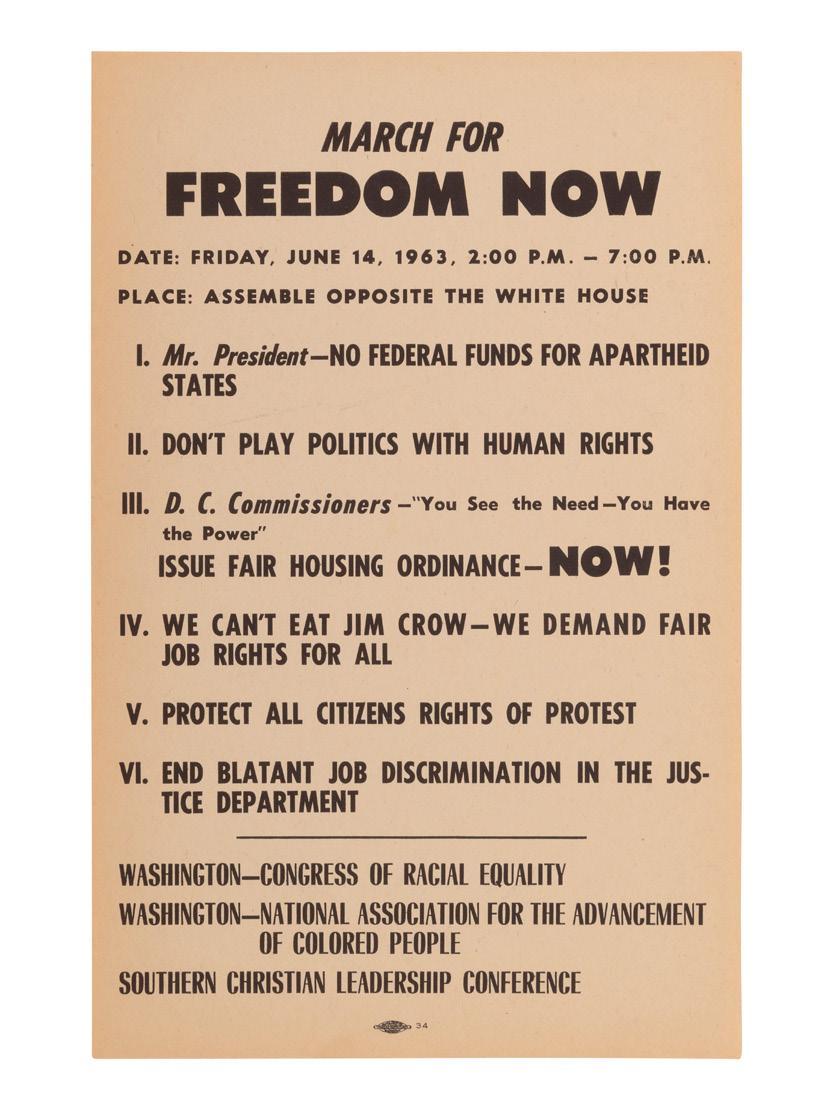 MARCH FOR
FREEDOM NOW
DATE: FRIDAY, JUNE 14, 1963, 2:00 P.M. – 7:00 P.M.
PLACE: ASSEMBLE OPPOSITE THE WHITE HOUSE
I. Mr. President—NO FEDERAL FUNDS FOR APARTHEID
STATES
II. DON'T PLAY POLITICS WITH HUMAN RIGHTS
III. D. C. Commissioners—"You See the Need—You Have
the Power"
ISSUE FAIR HOUSING ORDINANCE—NOW!
IV. WE CAN'T EAT JIM CROW—WE DEMAND FAIR
JOB RIGHTS FOR ALL
V. PROTECT ALL CITIZENS RIGHTS OF PROTEST
VI. END BLATANT JOB DISCRIMINATION IN THE JUS-
TICE DEPARTMENT
WASHINGTON—CONGRESS OF RACIAL EQUALITY
WASHINGTON—NATIONAL ASSOCIATION FOR THE ADVANCEMENT
OF COLORED PEOPLE
SOUTHERN CHRISTIAN LEADERSHIP CONFERENCE
34